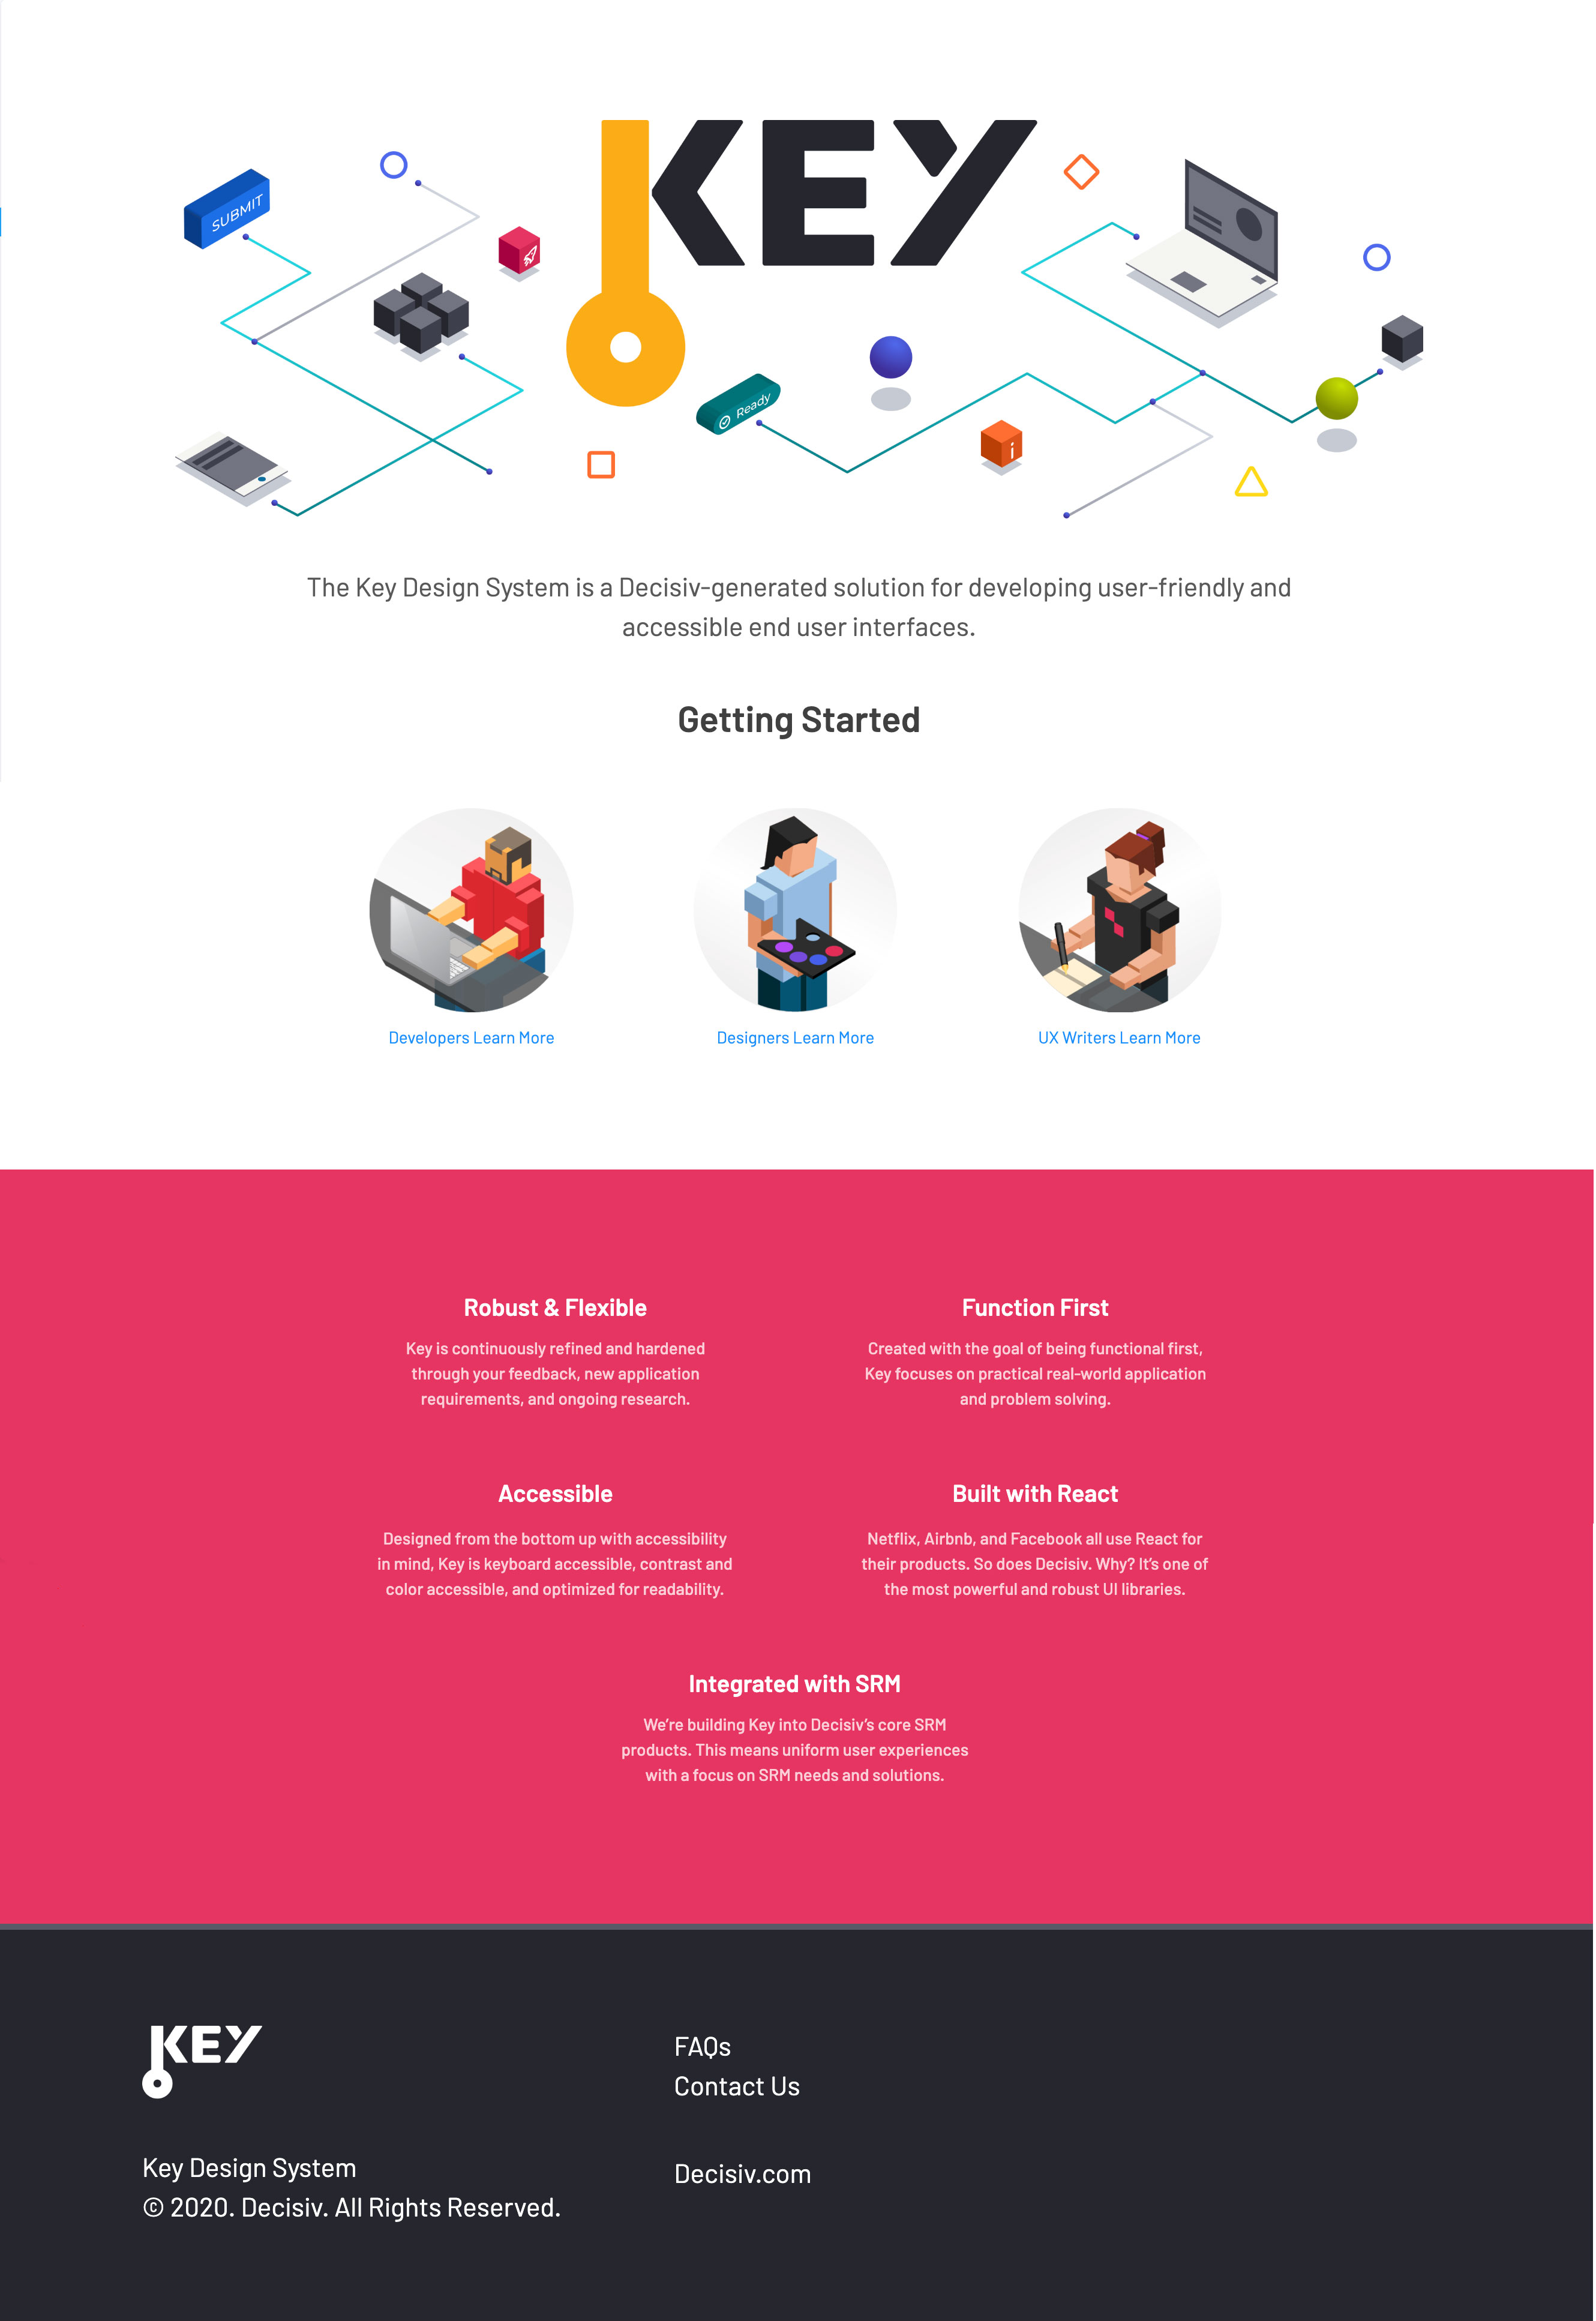 KEY
SUBMIT
Ready
i
The Key Design System is a Decisiv-generated solution for developing user-friendly and
accessible end user interfaces.
Getting Started
Developers Learn More
Designers Learn More
UX Writers Learn More
Robust & Flexible
Key is continuously refined and hardened
through your feedback, new application
requirements, and ongoing research.
Function First
Created with the goal of being functional first,
Key focuses on practical real-world application
and problem solving.
Accessible
Designed from the bottom up with accessibility
in mind, Key is keyboard accessible, contrast and
color accessible, and optimized for readability.
Built with React
Netflix, Airbnb, and Facebook all use React for
their products. So does Decisiv. Why? It’s one of
the most powerful and robust UI libraries.
Integrated with SRM
We’re building Key into Decisiv’s core SRM
products. This means uniform user experiences
with a focus on SRM needs and solutions.
KEY
Key Design System
© 2020. Decisiv. All Rights Reserved.
FAQs
Contact Us
Decisiv.com